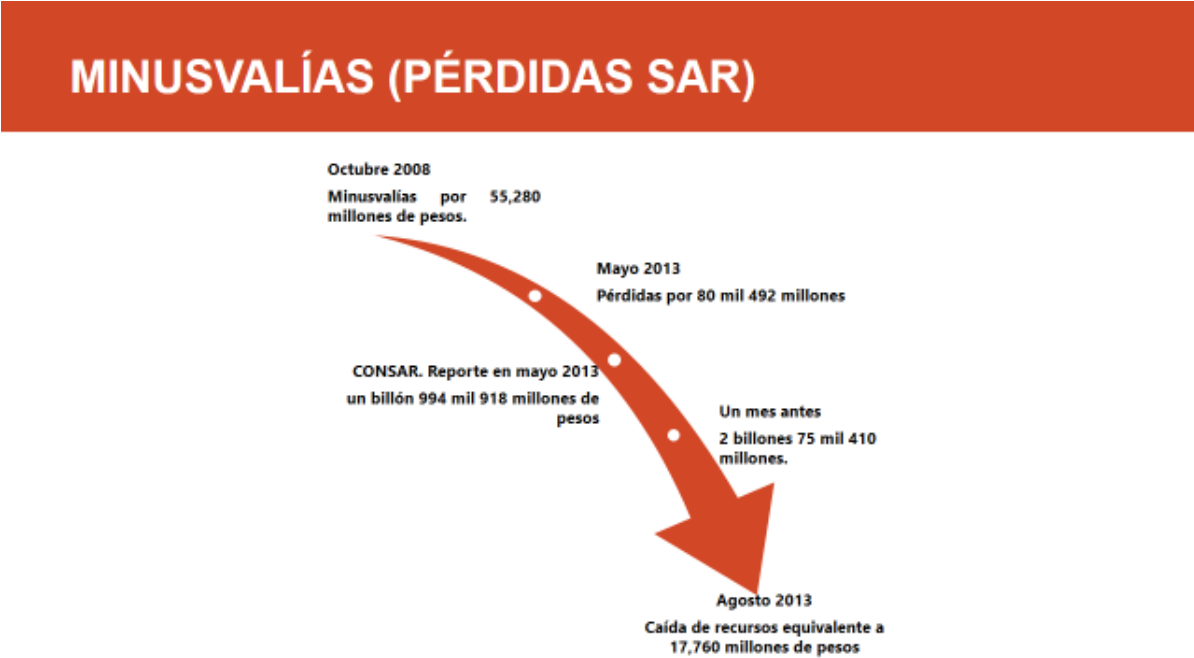 MINUSVALÍAS (PÉRDIDAS SAR)
Octubre 2008
Minusvalías por 55,280
millones de pesos.
Mayo 2013
Pérdidas por 80 mil 492 millones
CONSAR. Reporte en mayo 2013
un billón 994 mil 918 millones de
pesos
Un mes antes
2 billones 75 mil 410
millones.
Agosto 2013
Caída de recursos equivalente a
17,760 millones de pesos